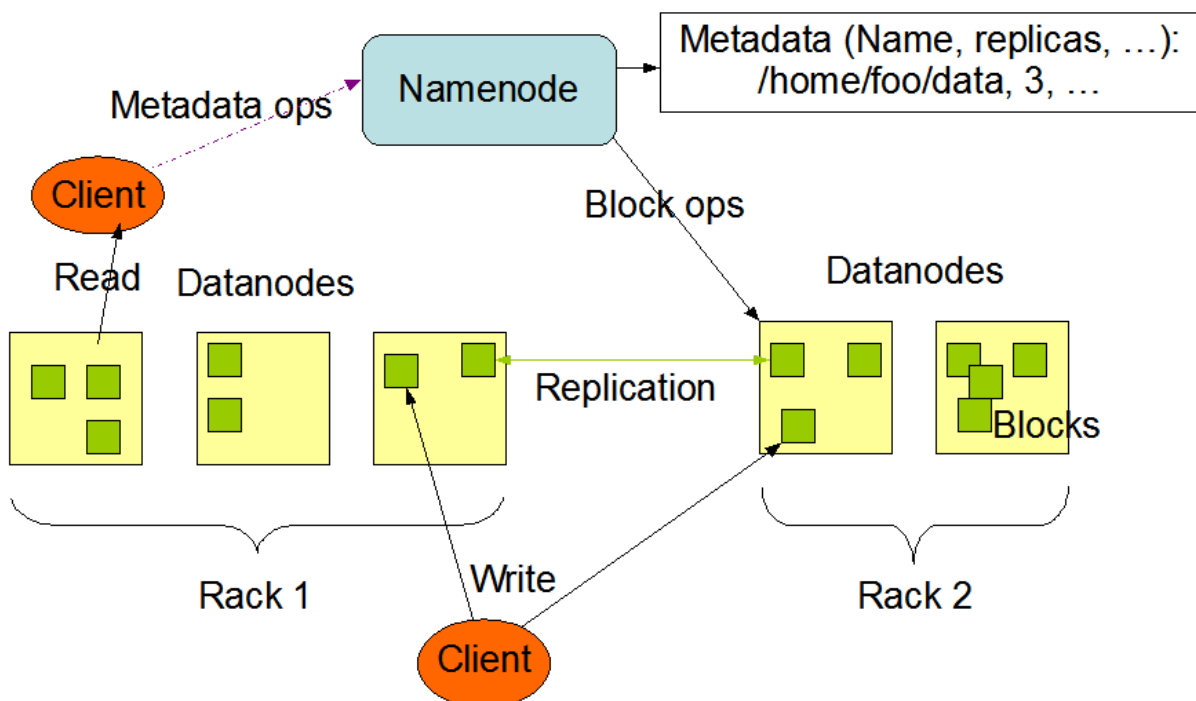 Metadata (Name, replicas, …):
/home/foo/data, 3, …
Namenode
Metadata ops
Client
Block ops
Read
Datanodes
Datanodes
Replication
Blocks
Rack 1
Write
Rack 2
Client